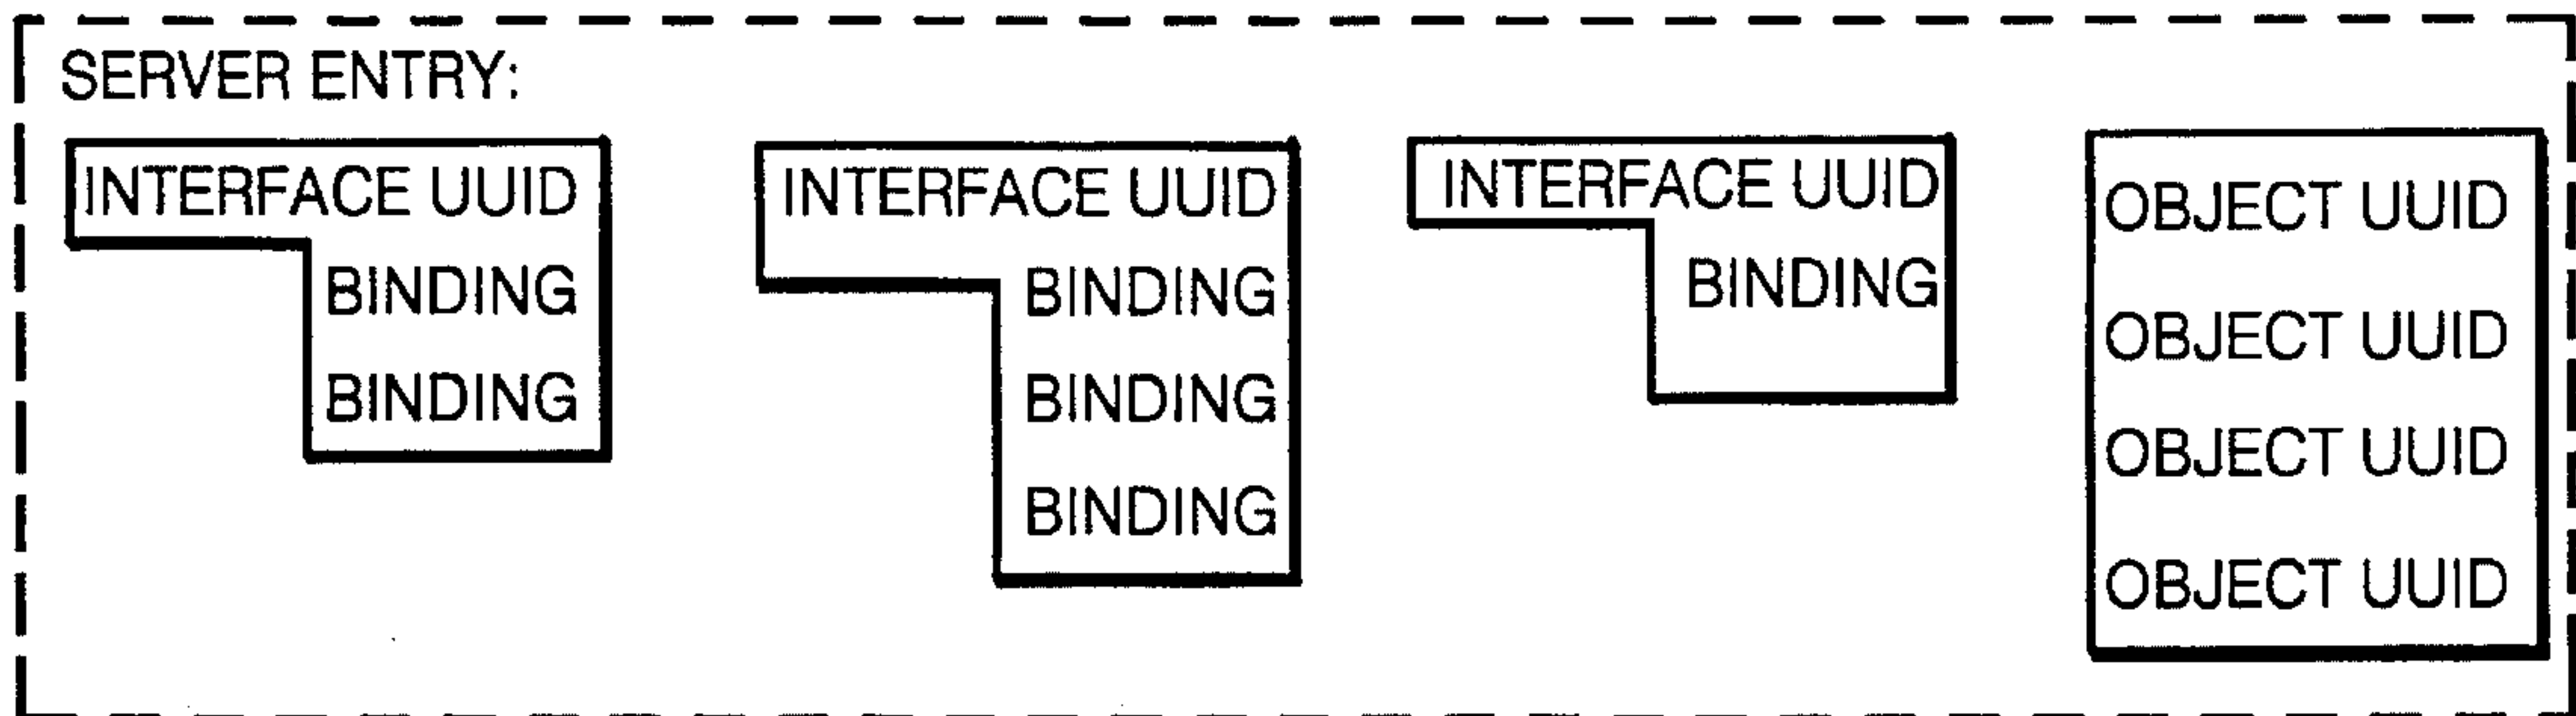 SERVER ENTRY:
INTERFACE UUID
BINDING
BINDING
INTERFACE UUID
BINDING
BINDING
BINDING
INTERFACE UUID
BINDING
OBJECT UUID
OBJECT UUID
OBJECT UUID
OBJECT UUID